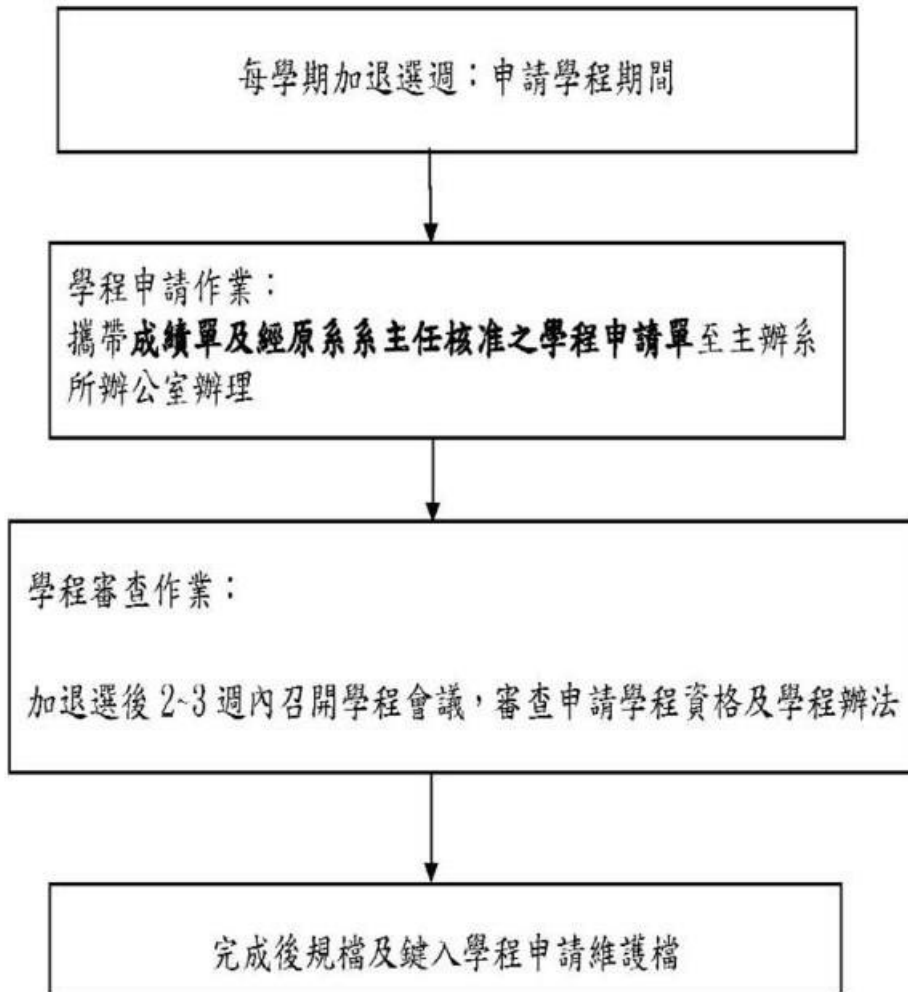 每學期加退選週：申請學程期間
學程申請作業：
攜帶成績單及經原系系主任核准之學程申請單至主辦系
所辦公室辦理
學程審查作業：
加退選後 2~3 週內召開學程會議，審查申請學程資格及學程辦法
完成後規檔及鍵入學程申請維護檔